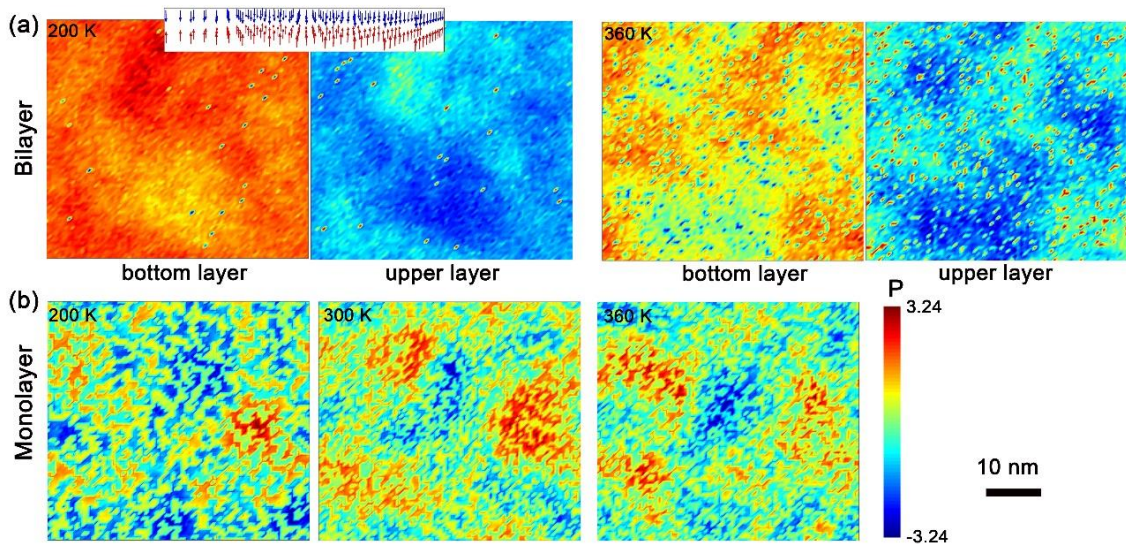 (a)
200 K
360 K
Bilayer
bottom layer
upper layer
bottom layer
upper layer
(b)
200 K
300 K
360 K
Monolayer
P
3.24
-3.24
10 nm